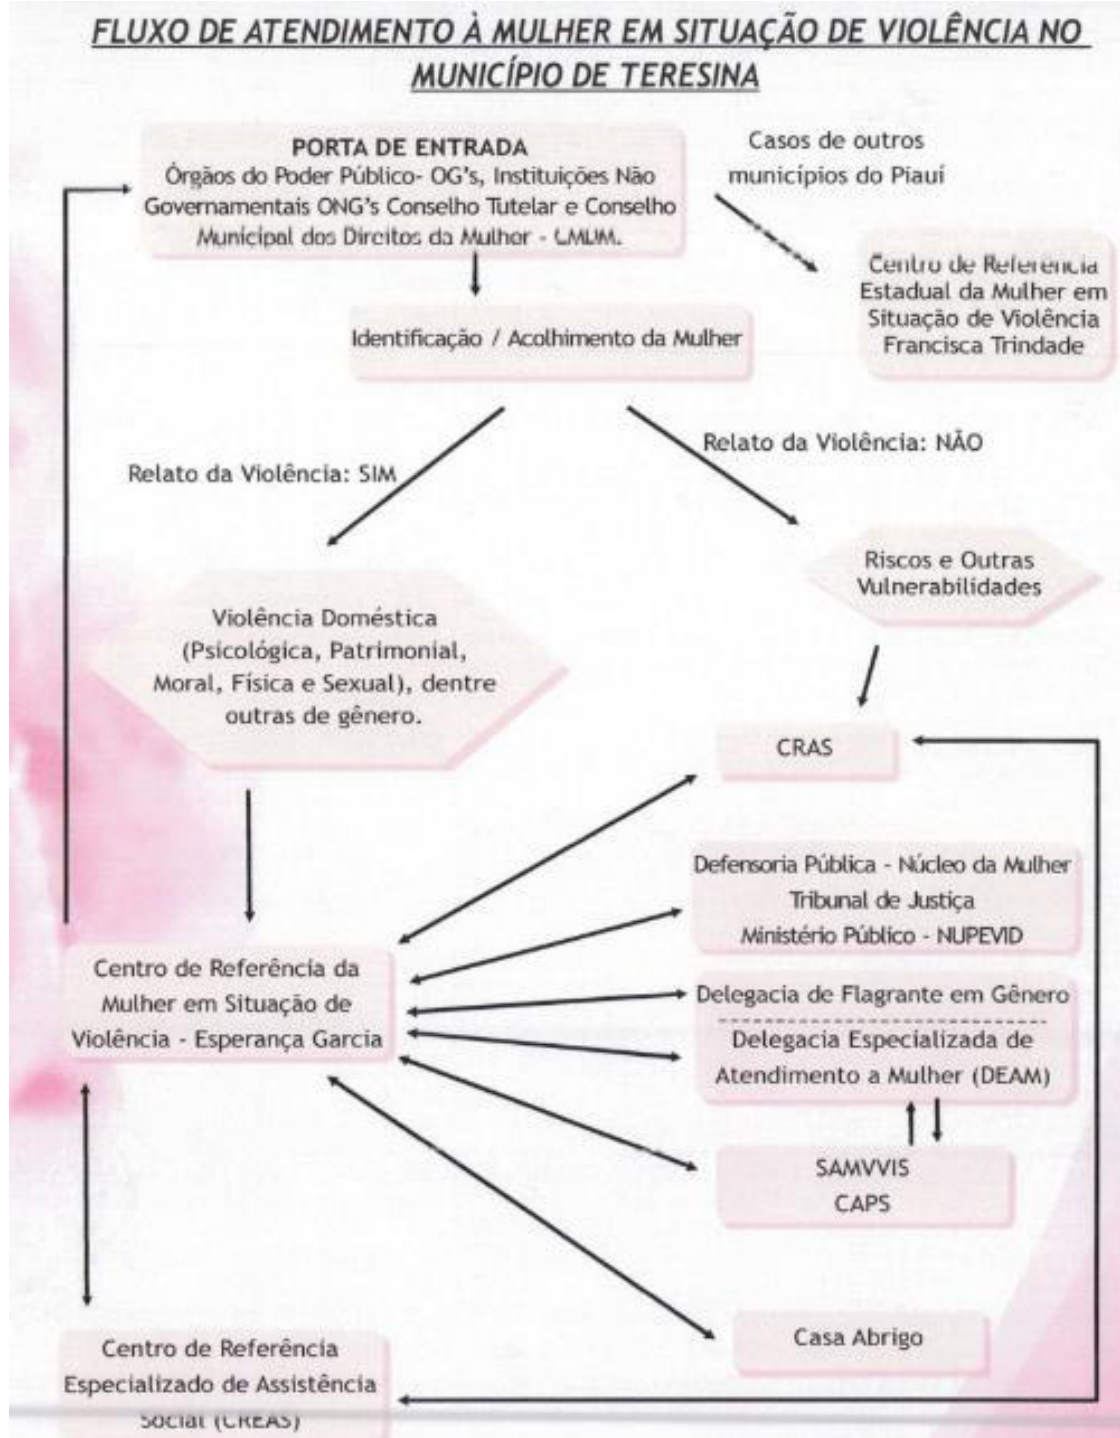 FLUXO DE ATENDIMENTO À MULHER EM SITUAÇÃO DE VIOLÊNCIA NO
MUNICÍPIO DE TERESINA
PORTA DE ENTRADA
Órgãos do Poder Público- OG's, Instituições Não
Governamentais ONG's Conselho Tutelar e Conselho
Municipal dos Direitos da Mulher - CMDM.
Casos de outros
municípios do Piauí
Centro de Referência
Estadual da Mulher em
Situação de Violência
Francisca Trindade
Identificação / Acolhimento da Mulher
Relato da Violência: SIM
Relato da Violência: NÃO
Riscos e Outras
Vulnerabilidades
Violência Doméstica
(Psicológica, Patrimonial,
Moral, Física e Sexual), dentre
outras de gênero.
CRAS
Defensoria Pública - Núcleo da Mulher
Tribunal de Justiça
Ministério Público - NUPEVID
Centro de Referência da
Mulher em Situação de
Violência - Esperança Garcia
Delegacia de Flagrante em Gênero
Delegacia Especializada de
Atendimento a Mulher (DEAM)
SAMVVIS
CAPS
Casa Abrigo
Centro de Referência
Especializado de Assistência
Social (CREAS)